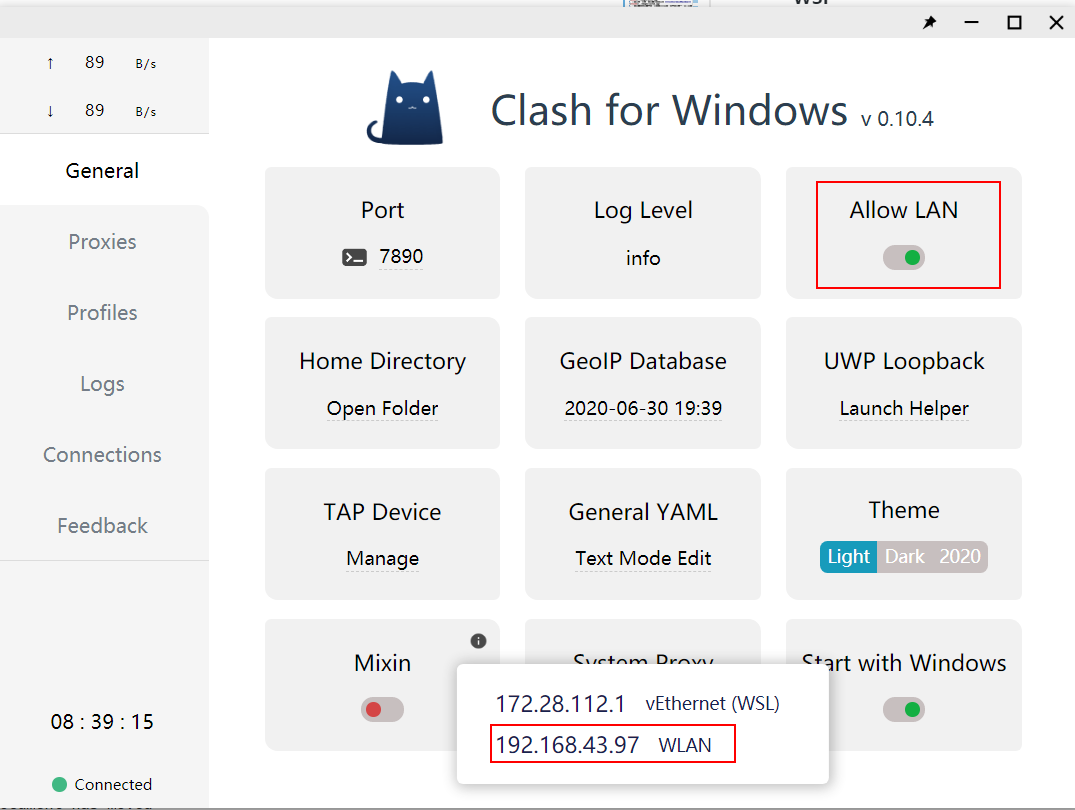 ↑ 89 B/s
↓ 89 B/s
General
Proxies
Profiles
Logs
Connections
Feedback
08 : 39 : 15
Connected
Clash for Windows v 0.10.4
Port
7890
Log Level
info
Allow LAN
Home Directory
Open Folder
GeoIP Database
2020-06-30 19:39
UWP Loopback
Launch Helper
TAP Device
Manage
General YAML
Text Mode Edit
Theme
Light Dark 2020
Mixin
System Proxy
Start with Windows
172.28.112.1 vEthernet (WSL)
192.168.43.97 WLAN